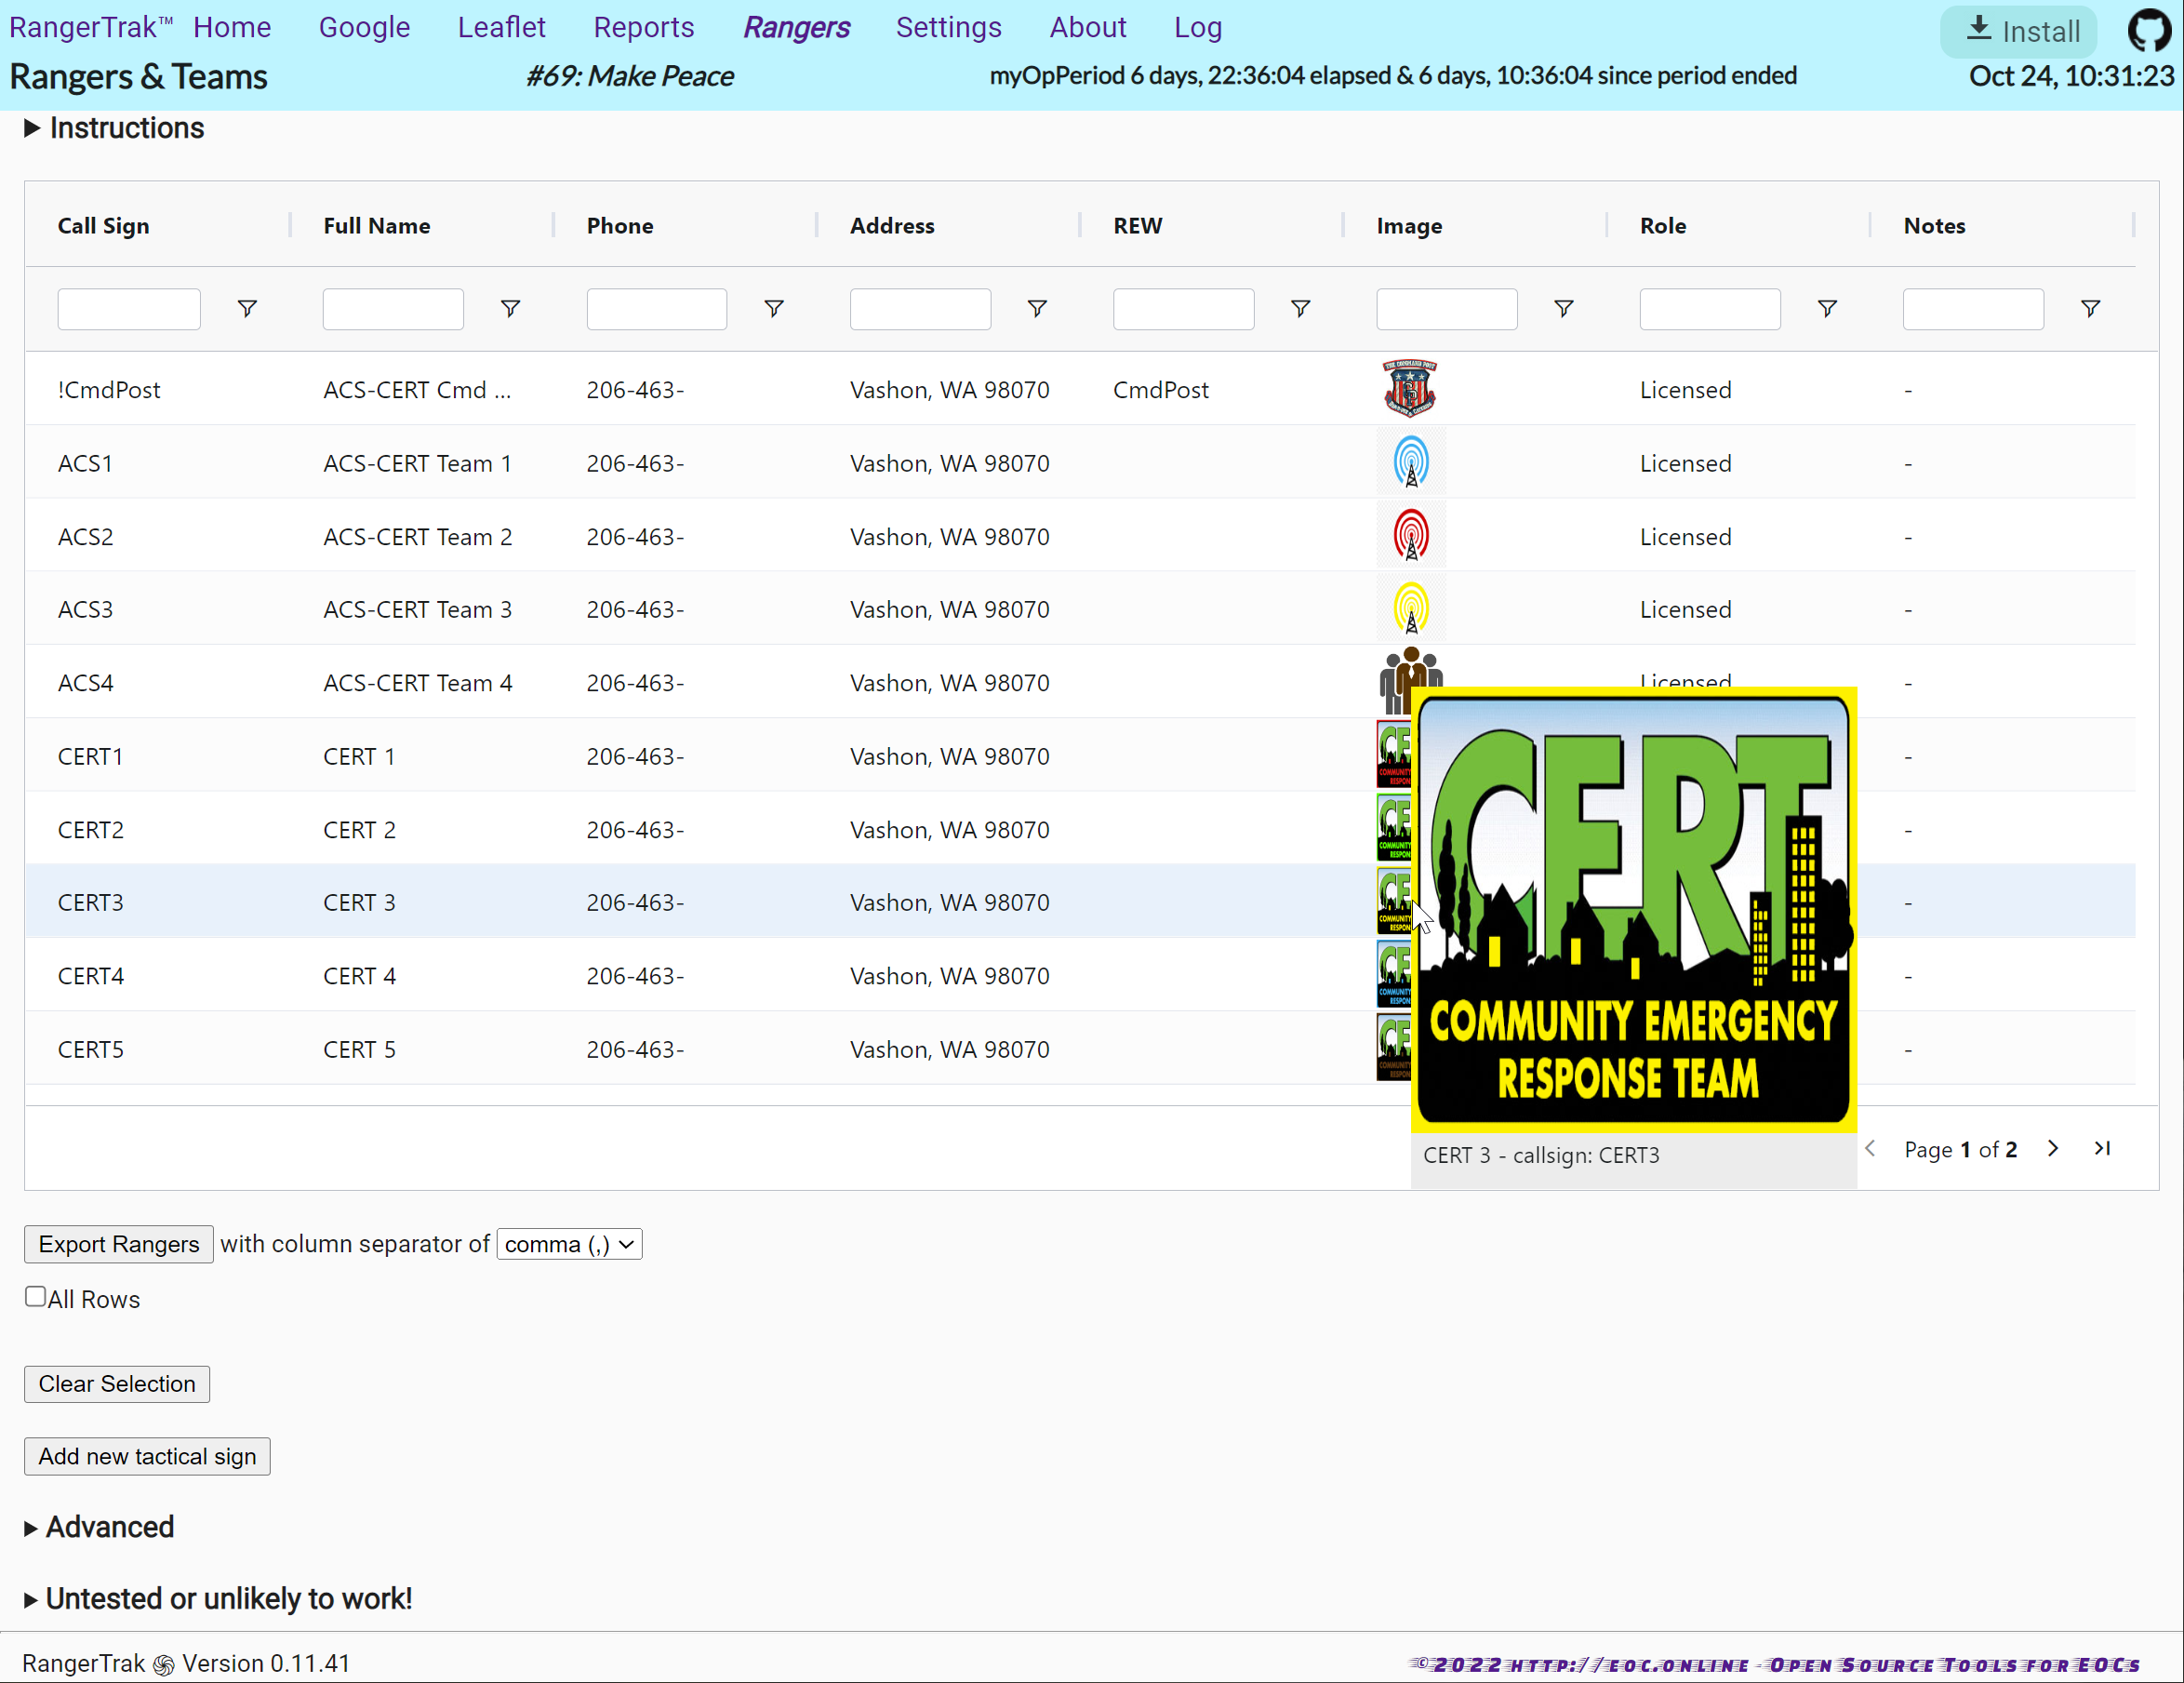 RangerTrak™ Home Google Leaflet Reports Rangers Settings About Log Install
Rangers & Teams #69: Make Peace myOpPeriod 6 days, 22:36:04 elapsed & 6 days, 10:36:04 since period ended Oct 24, 10:31:23
Instructions
Call Sign Full Name Phone Address REW Image Role Notes
!CmdPost ACS-CERT Cmd ... 206-463- Vashon, WA 98070 CmdPost Licensed -
ACS1 ACS-CERT Team 1 206-463- Vashon, WA 98070 Licensed -
ACS2 ACS-CERT Team 2 206-463- Vashon, WA 98070 Licensed -
ACS3 ACS-CERT Team 3 206-463- Vashon, WA 98070 Licensed -
ACS4 ACS-CERT Team 4 206-463- Vashon, WA 98070 Licensed -
CERT1 CERT 1 206-463- Vashon, WA 98070 -
CERT2 CERT 2 206-463- Vashon, WA 98070 -
CERT3 CERT 3 206-463- Vashon, WA 98070 -
CERT4 CERT 4 206-463- Vashon, WA 98070 -
CERT5 CERT 5 206-463- Vashon, WA 98070 -
CERT
COMMUNITY EMERGENCY
RESPONSE TEAM
CERT 3 - callsign: CERT3
Page 1 of 2
Export Rangers with column separator of comma (,)
All Rows
Clear Selection
Add new tactical sign
Advanced
Untested or unlikely to work!
RangerTrak Version 0.11.41 ©2022 http://eoc.online - Open Source Tools for EOCs